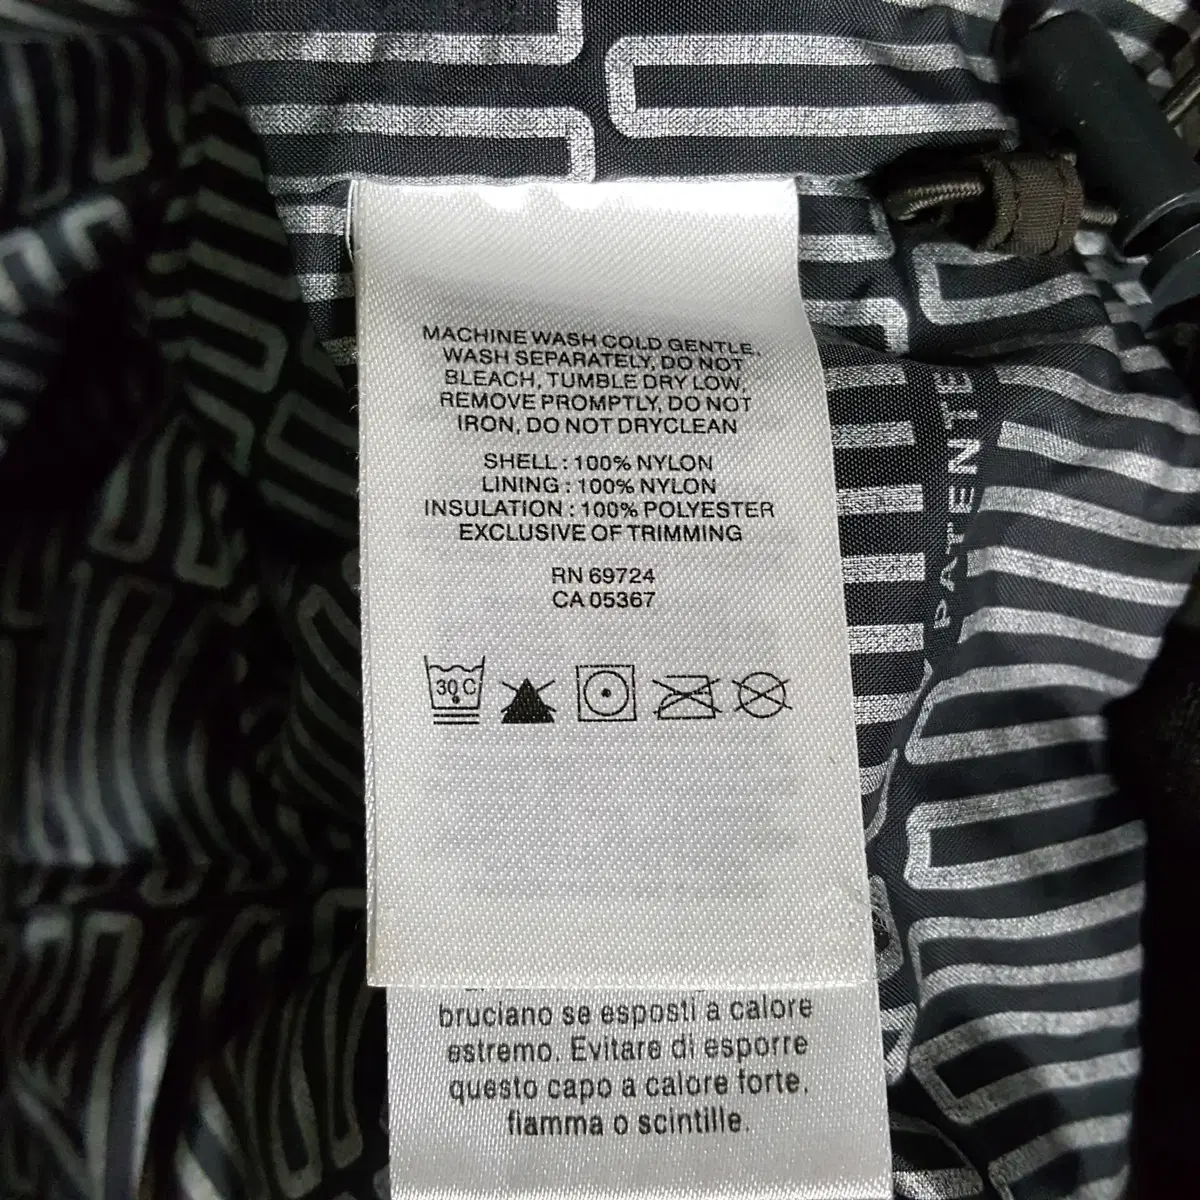 MACHINE WASH COLD GENTLE,
WASH SEPARATELY, DO NOT
BLEACH, TUMBLE DRY LOW,
REMOVE PROMPTLY, DO NOT
IRON, DO NOT DRYCLEAN
SHELL : 100% NYLON
LINING : 100% NYLON
INSULATION : 100% POLYESTER
EXCLUSIVE OF TRIMMING
RN 69724
CA 05367
30 C
bruciano se esposti a calore
estremo. Evitare di esporre
questo capo a calore forte,
fiamma o scintille.
PATENTE